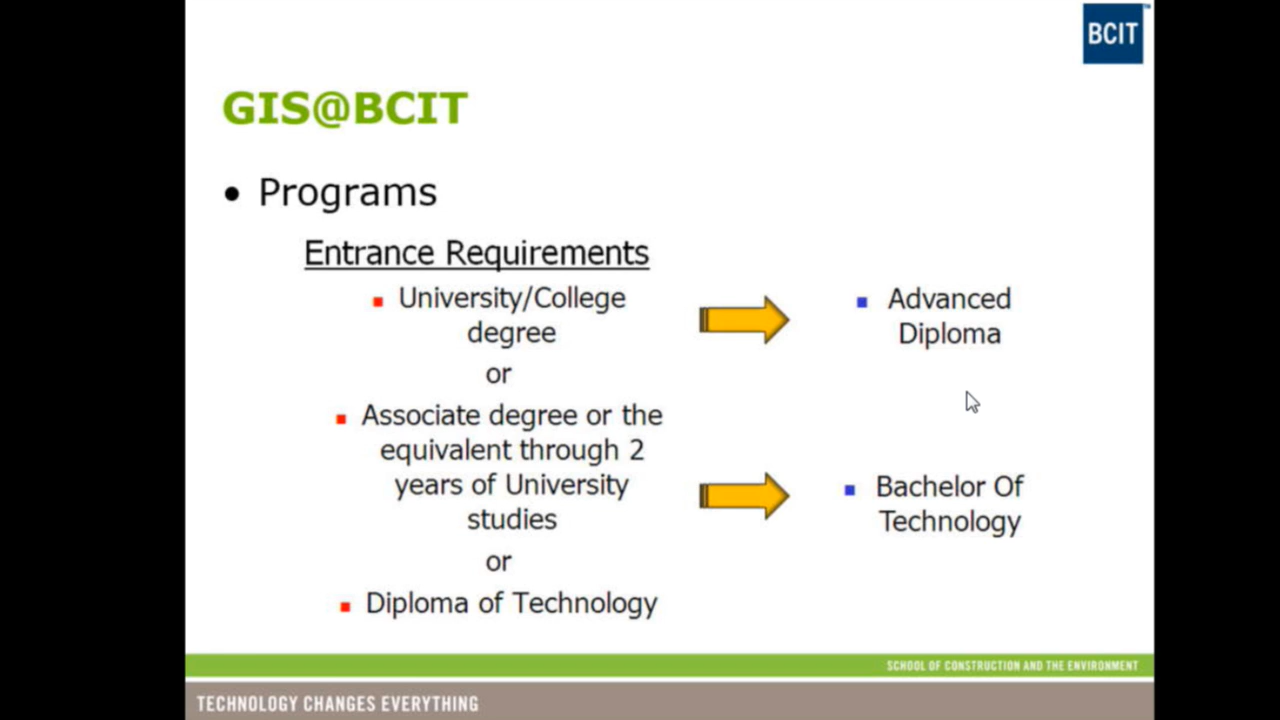 BCIT
GIS@BCIT
• Programs
Entrance Requirements
University/College
degree
Advanced
Diploma
or
Associate degree or the
equivalent through 2
years of University
studies
Bachelor Of
Technology
or
Diploma of Technology
SCHOOL OF CONSTRUCTION AND THE ENVIRONMENT
TECHNOLOGY CHANGES EVERYTHING